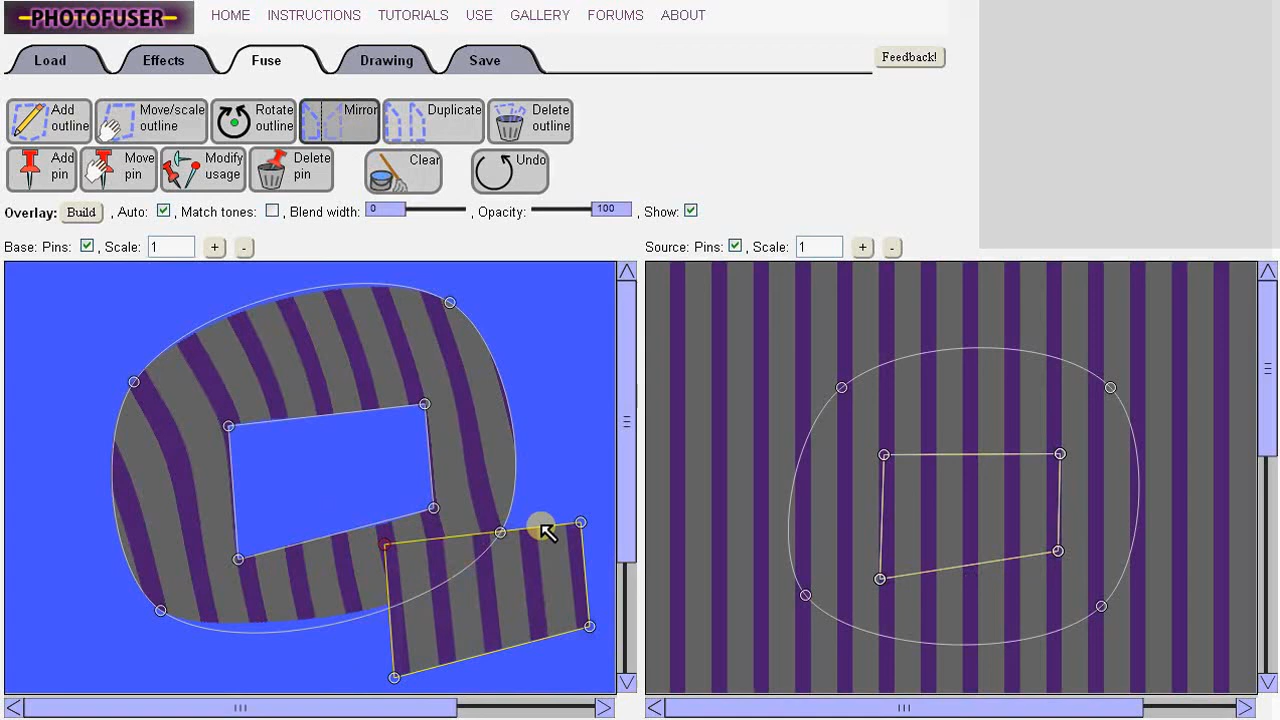 PHOTOFUSER HOME INSTRUCTIONS TUTORIALS USE GALLERY FORUMS ABOUT
Load Effects Fuse Drawing Save Feedback!
Add outline Move/scale outline Rotate outline Mirror Duplicate Delete outline
Add pin Move pin Modify usage Delete pin Clear Undo
Overlay: Build , Auto: , Match tones: , Blend width: 0 , Opacity: 100 , Show:
Base: Pins: , Scale: 1 + - Source: Pins: , Scale: 1 + -